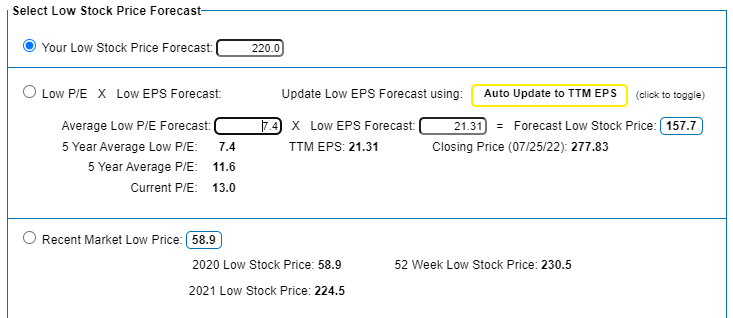 Select Low Stock Price Forecast
Your Low Stock Price Forecast: 220.0
Low P/E X Low EPS Forecast: Update Low EPS Forecast using: Auto Update to TTM EPS (click to toggle)
Average Low P/E Forecast: 7.4 X Low EPS Forecast: 21.31 = Forecast Low Stock Price: 157.7
5 Year Average Low P/E: 7.4 TTM EPS: 21.31 Closing Price (07/25/22): 277.83
5 Year Average P/E: 11.6
Current P/E: 13.0
Recent Market Low Price: 58.9
2020 Low Stock Price: 58.9 52 Week Low Stock Price: 230.5
2021 Low Stock Price: 224.5